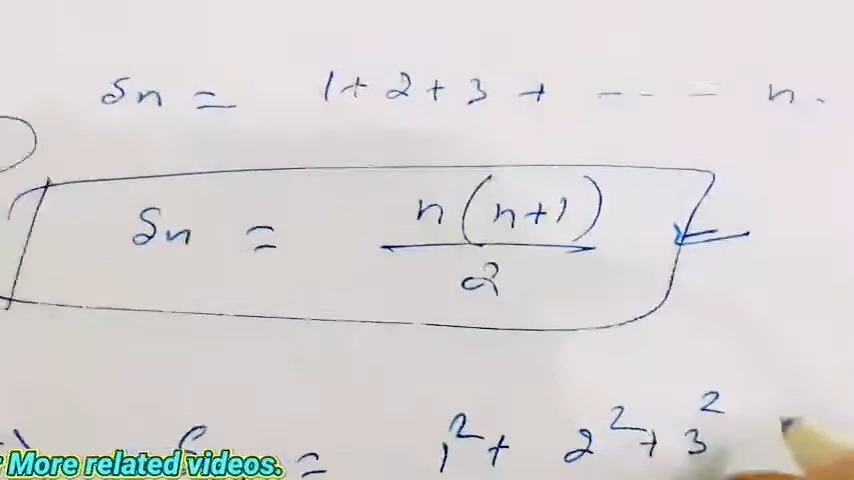 Sn = 1 + 2 + 3 + - - - - n.
Sn = n(n+1) / 2
= 1² + 2² + 3²
r More related videos.